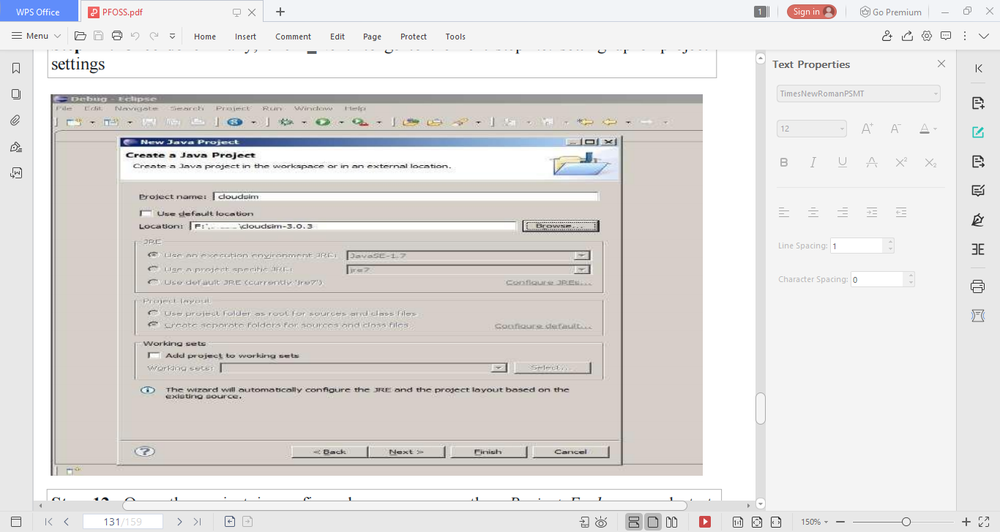 WPS Office
PFOSS.pdf
1
Sign in
Go Premium
Menu
Home
Insert
Comment
Edit
Page
Protect
Tools
settings
Debug - Eclipse
File Edit Navigate Search Project Run Window Help
New Java Project
Create a Java Project
Create a Java project in the workspace or in an external location.
Project name: cloudsim
Use default location
Location: F:\ \cloudsim-3.0.3
Browse...
JRE
Use an execution environment JRE: JavaSE-1.7
Use a project specific JRE: jre7
Use default JRE (currently 'jre7')
Configure JREs...
Project layout
Use project folder as root for sources and class files
Create separate folders for sources and class files
Configure default...
Working sets
Add project to working sets
Working sets:
Select...
The wizard will automatically configure the JRE and the project layout based on the
existing source.
< Back
Next >
Finish
Cancel
Text Properties
TimesNewRomanPSMT
12
Line Spacing: 1
Character Spacing: 0
131/159
150%